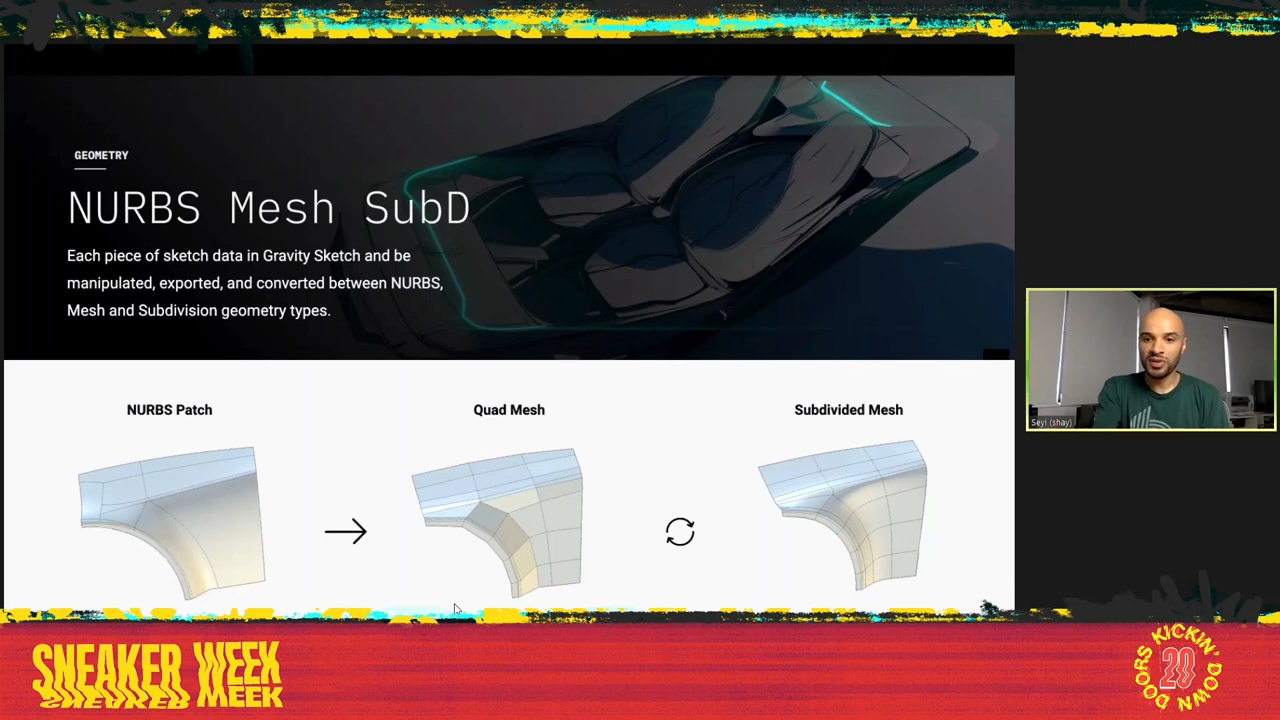 GEOMETRY
NURBS Mesh SubD
Each piece of sketch data in Gravity Sketch and be
manipulated, exported, and converted between NURBS,
Mesh and Subdivision geometry types.
NURBS Patch
Quad Mesh
Subdivided Mesh
Seyi (shay)
SNEAKER WEEK
SNEAKER WEEK
KICKIN' DOWN DOORS
20